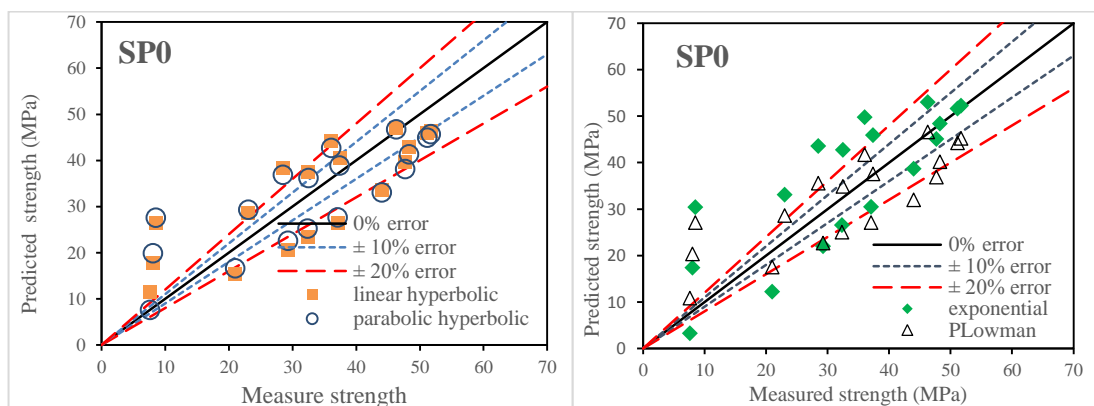 SP0
Predicted strength (MPa)
70
60
50
40
30
20
10
0
0% error
± 10% error
± 20% error
linear hyperbolic
parabolic hyperbolic
0 10 20 30 40 50 60 70
Measure strength
SP0
Predicted strength (MPa)
70
60
50
40
30
20
10
0
0% error
± 10% error
± 20% error
exponential
PLowman
0 10 20 30 40 50 60 70
Measured strength (MPa)